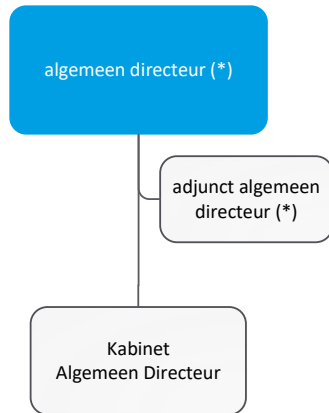 algemeen directeur (*)
adjunct algemeen
directeur (*)
Kabinet
Algemeen Directeur